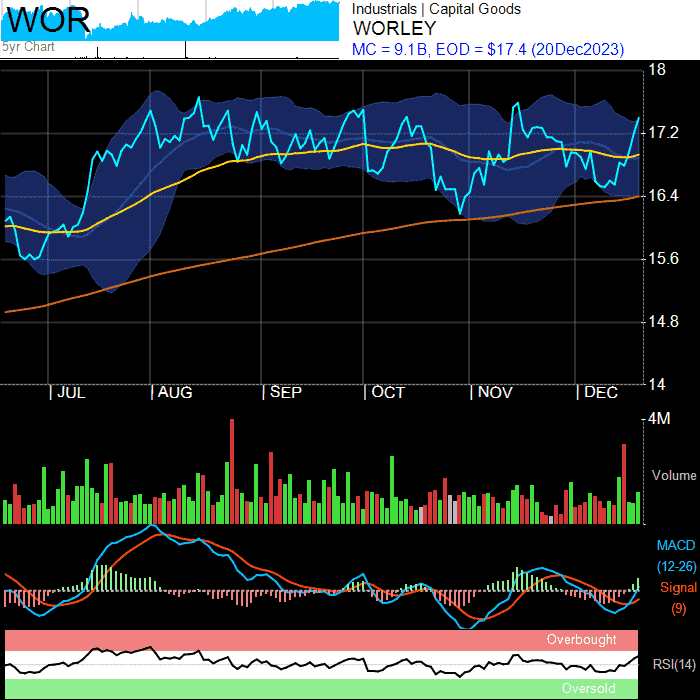 WOR
5yr Chart
Industrials | Capital Goods
WORLEY
MC = 9.1B, EOD = $17.4 (20Dec2023)
18
17.2
16.4
15.6
14.8
14
| JUL | AUG | SEP | OCT | NOV | DEC
4M
Volume
MACD
(12-26)
Signal
(9)
Overbought
RSI(14)
Oversold